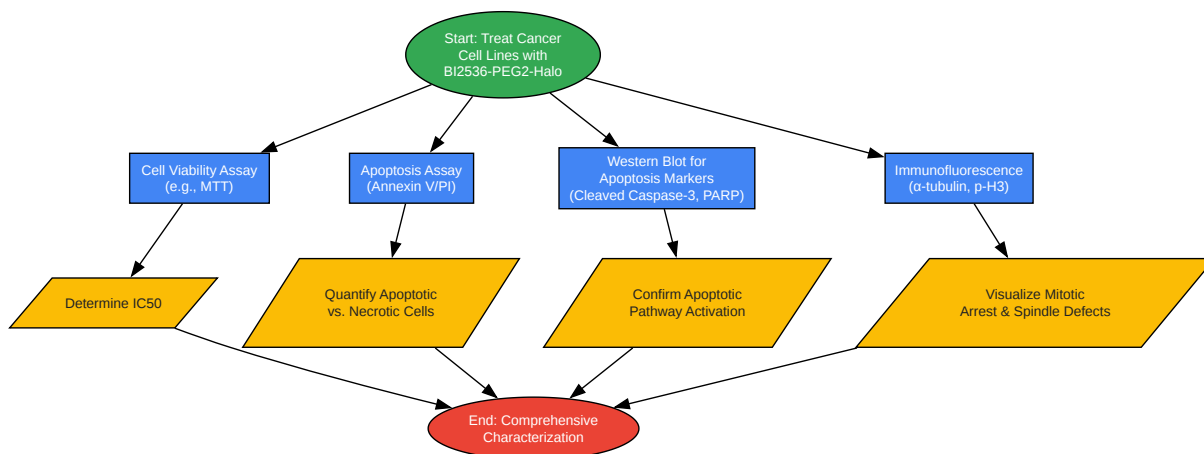 Start: Treat Cancer
Cell Lines with
BI2536-PEG2-Halo
Cell Viability Assay
(e.g., MTT)
Apoptosis Assay
(Annexin V/PI)
Western Blot for
Apoptosis Markers
(Cleaved Caspase-3, PARP)
Immunofluorescence
(α-tubulin, p-H3)
Determine IC50
Quantify Apoptotic
vs. Necrotic Cells
Confirm Apoptotic
Pathway Activation
Visualize Mitotic
Arrest & Spindle Defects
End: Comprehensive
Characterization